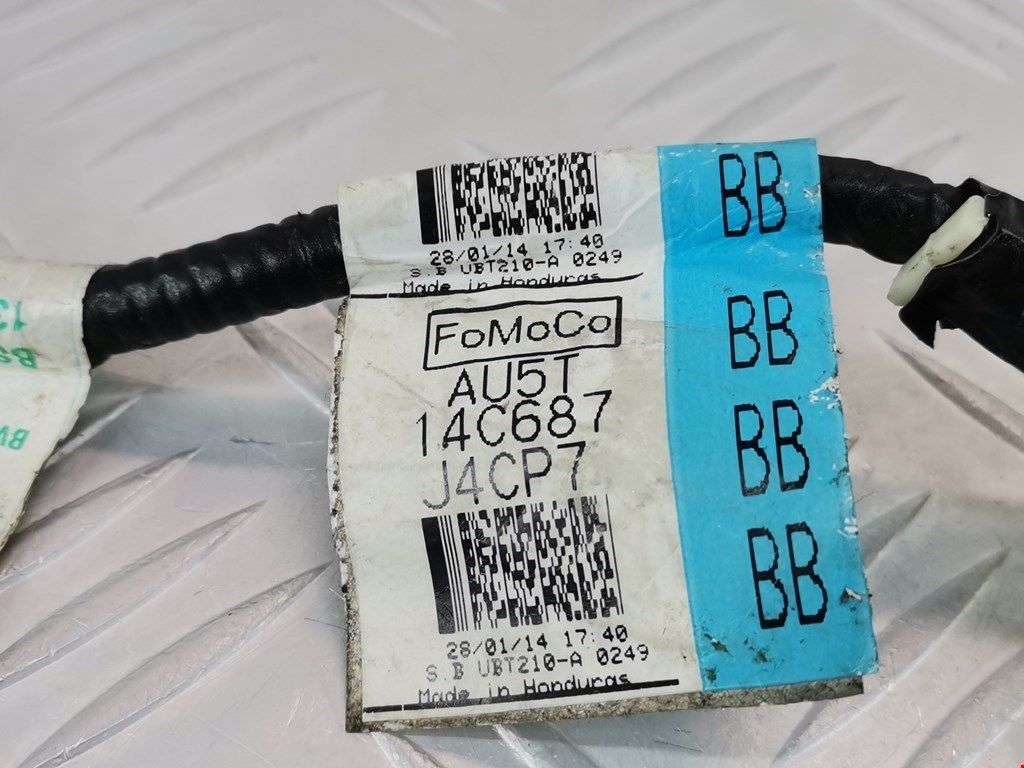 28/01/14 17:40
S.B UBT210-A 0249
Made in Honduras
FoMoCo
AU5T
14C687
J4CP7
28/01/14 17:40
S.B UBT210-A 0249
Made in Honduras
BB
BB
BB
BB